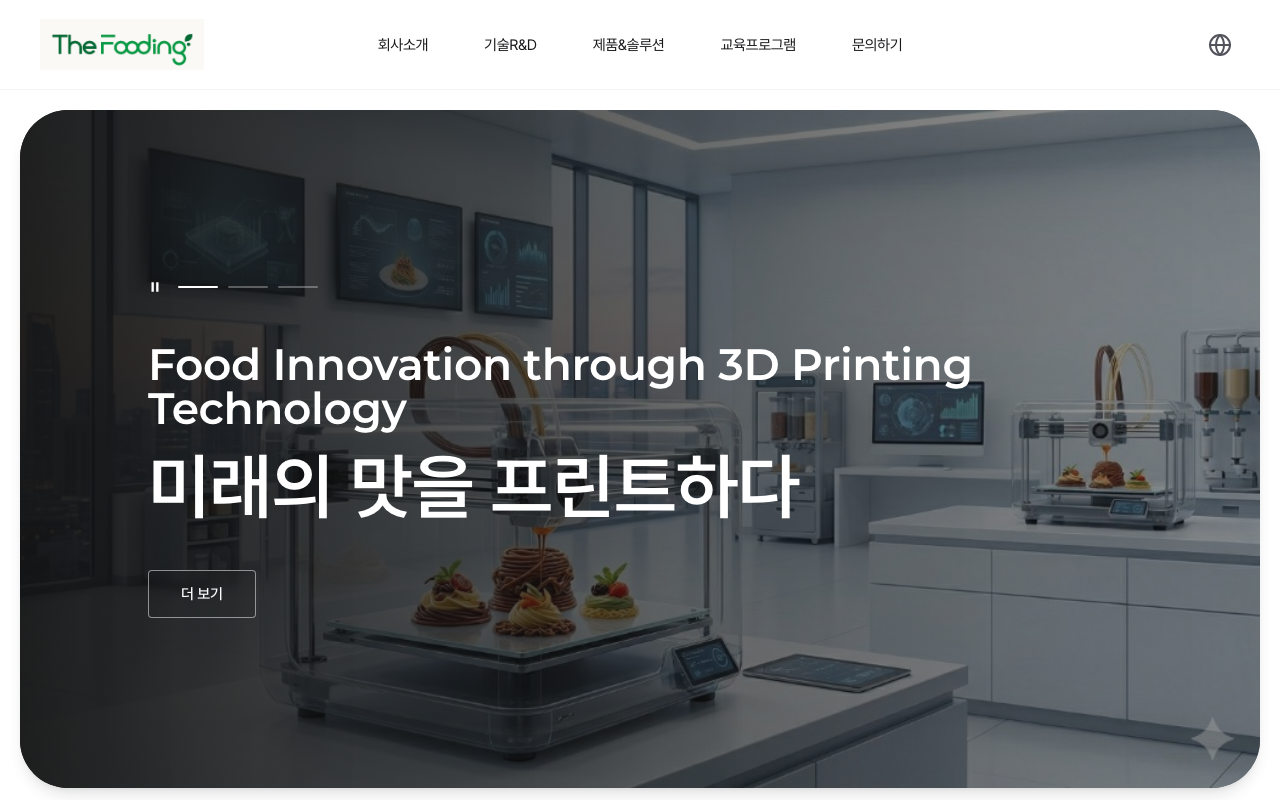 The Fooding
회사소개
기술R&D
제품&솔루션
교육프로그램
문의하기
Food Innovation through 3D Printing
Technology
미래의 맛을 프린트하다
더 보기